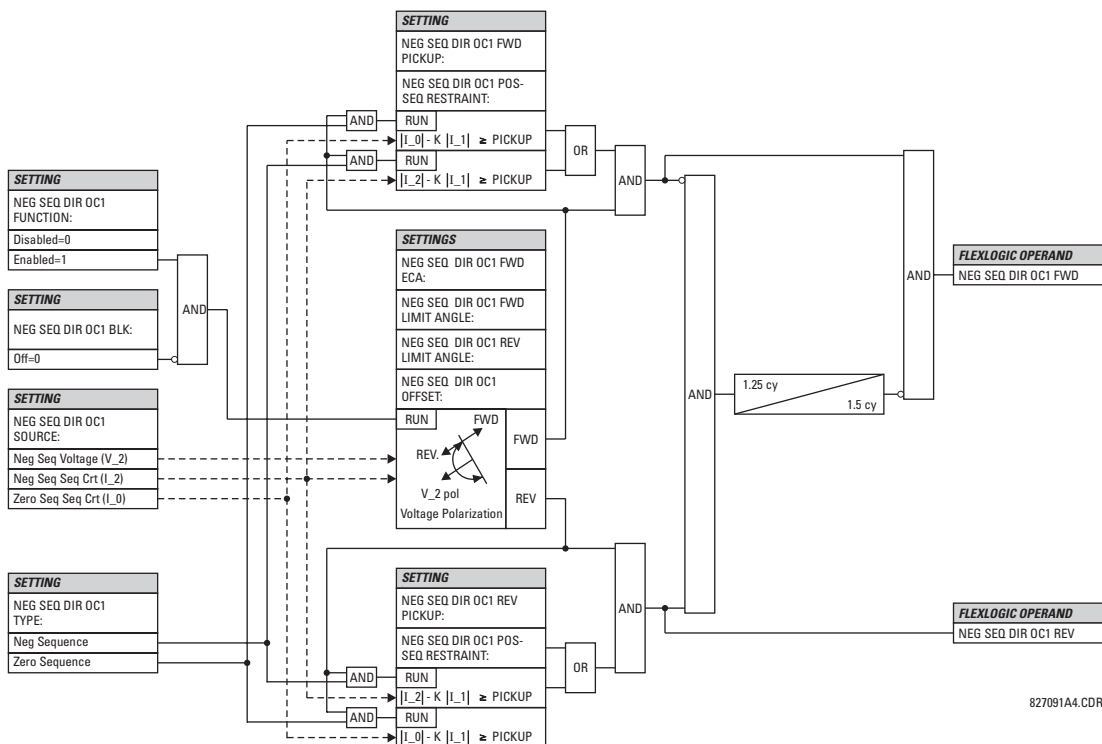 SETTING
NEG SEQ DIR OC1 FWD
PICKUP:
NEG SEQ DIR OC1 POS-
SEQ RESTRAINT:
AND
RUN
|I_0| - K |I_1| ≥ PICKUP
AND
RUN
|I_2| - K |I_1| ≥ PICKUP
OR
AND
SETTING
NEG SEQ DIR OC1
FUNCTION:
Disabled=0
Enabled=1
SETTING
NEG SEQ DIR OC1 BLK:
Off=0
AND
SETTING
NEG SEQ DIR OC1
SOURCE:
Neg Seq Voltage (V_2)
Neg Seq Seq Crt (I_2)
Zero Seq Seq Crt (I_0)
SETTING
NEG SEQ DIR OC1
TYPE:
Neg Sequence
Zero Sequence
SETTINGS
NEG SEQ DIR OC1 FWD
ECA:
NEG SEQ DIR OC1 FWD
LIMIT ANGLE:
NEG SEQ DIR OC1 REV
LIMIT ANGLE:
NEG SEQ DIR OC1
OFFSET:
RUN
FWD
REV.
V_2 pol
Voltage Polarization
FWD
REV
SETTING
NEG SEQ DIR OC1 REV
PICKUP:
NEG SEQ DIR OC1 POS-
SEQ RESTRAINT:
AND
RUN
|I_2| - K |I_1| ≥ PICKUP
AND
RUN
|I_0| - K |I_1| ≥ PICKUP
OR
AND
AND
1.25 cy
1.5 cy
AND
FLEXLOGIC OPERAND
NEG SEQ DIR OC1 FWD
FLEXLOGIC OPERAND
NEG SEQ DIR OC1 REV
827091A4.CDR